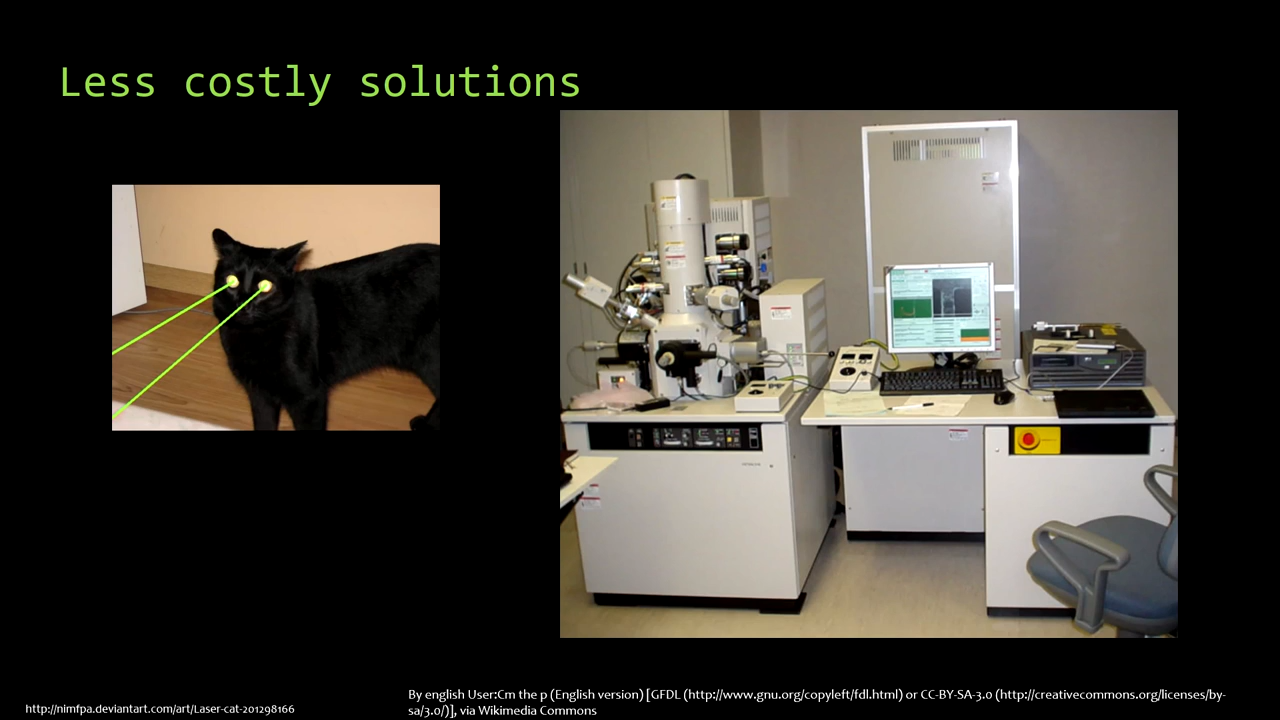 Less costly solutions
http://nimfpa.deviantart.com/art/Laser-cat-201298166
By english User:Cm the p (English version) [GFDL (http://www.gnu.org/copyleft/fdl.html) or CC-BY-SA-3.0 (http://creativecommons.org/licenses/by-
sa/3.0/)], via Wikimedia Commons